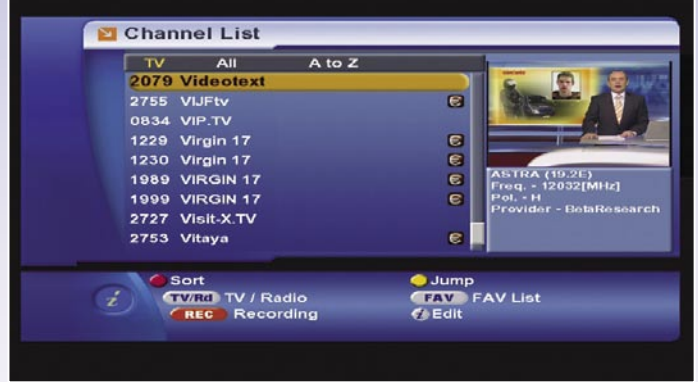 Channel List
TV All A to Z
2079 Videotext
2755 VIJFtv
0834 VIP.TV
1229 Virgin 17
1230 Virgin 17
1989 VIRGIN 17
1999 VIRGIN 17
2727 Visit-X.TV
2753 Vitaya
ASTRA (19.2E)
Freq. - 12032[MHz]
Pol. - H
Provider - BetaResearch
Sort
Jump
TV/Rd TV / Radio
FAV FAV List
REC Recording
i Edit